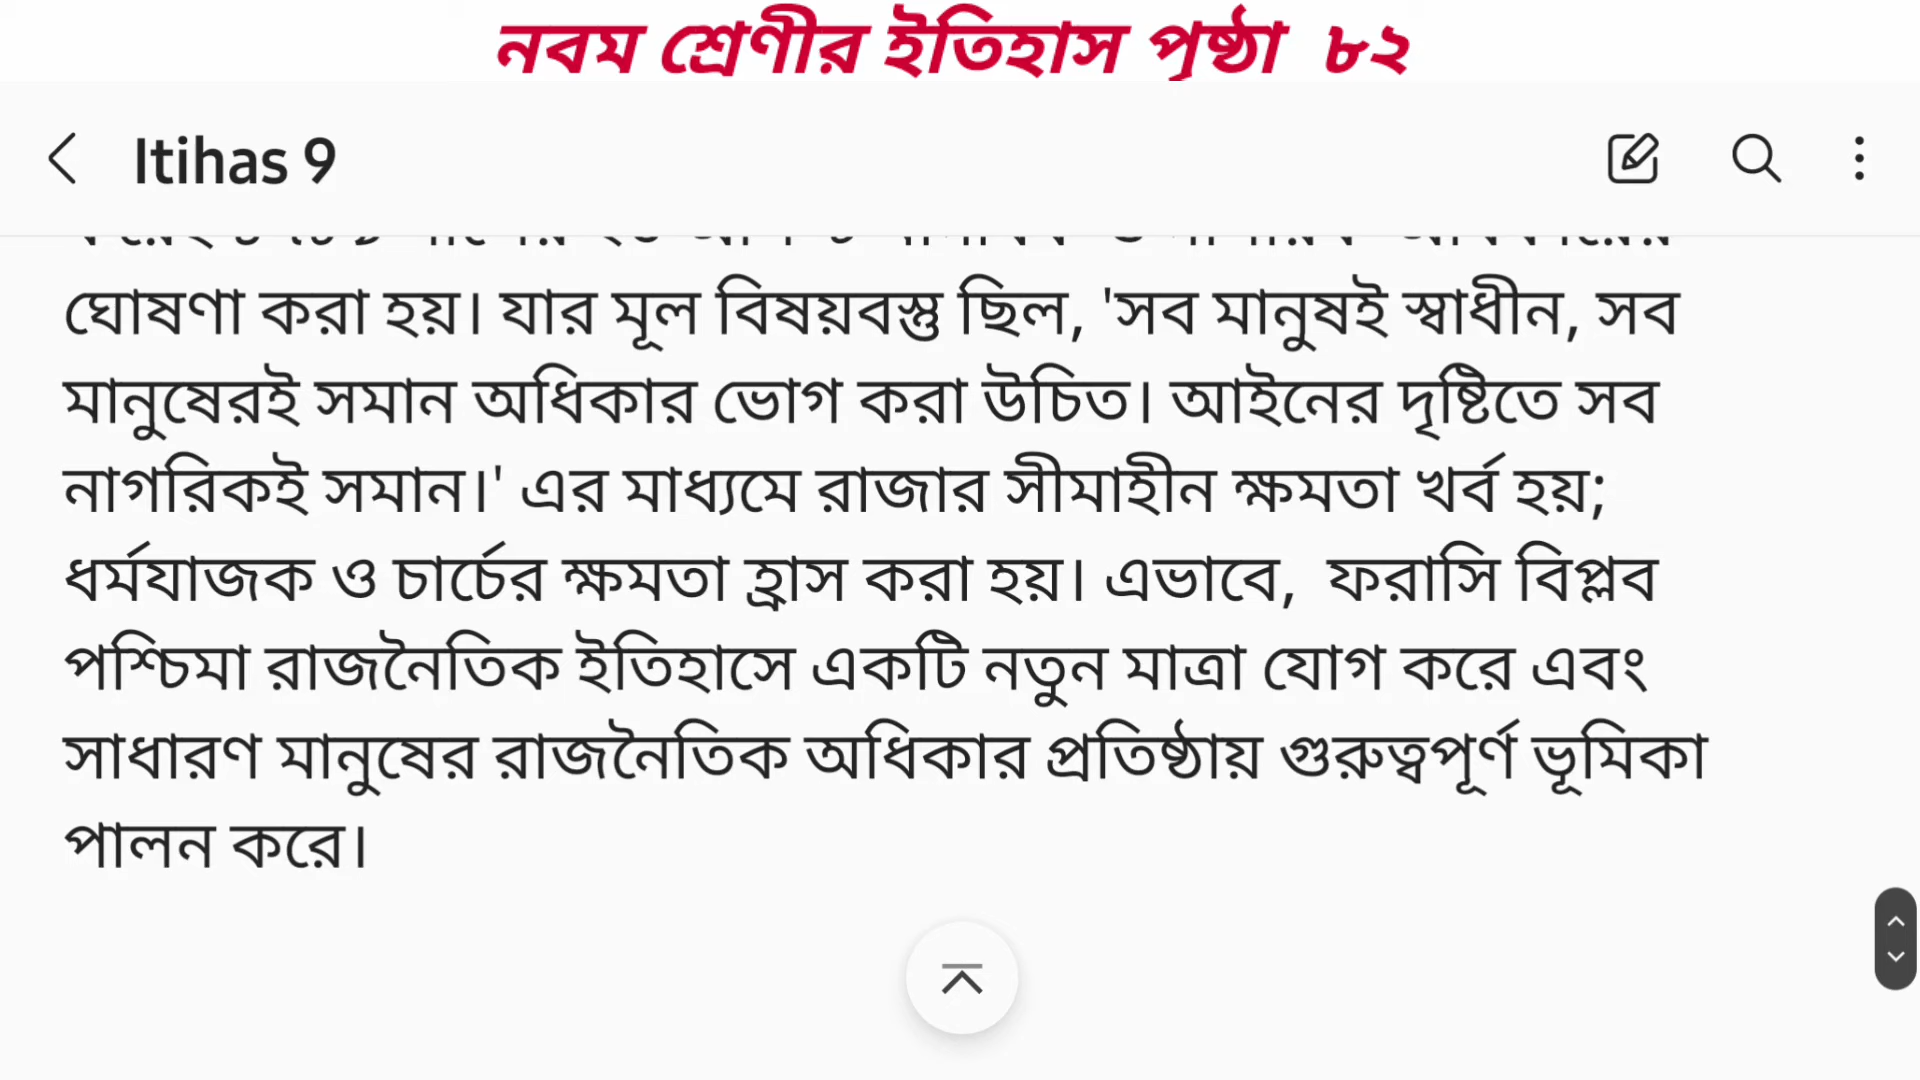 নবম শ্রেণীর ইতিহাস পৃষ্ঠা ৮২
Itihas 9
ঘোষণা করা হয়। যার মূল বিষয়বস্তু ছিল, 'সব মানুষই স্বাধীন, সব
মানুষেরই সমান অধিকার ভোগ করা উচিত। আইনের দৃষ্টিতে সব
নাগরিকই সমান।' এর মাধ্যমে রাজার সীমাহীন ক্ষমতা খর্ব হয়;
ধর্মযাজক ও চার্চের ক্ষমতা হ্রাস করা হয়। এভাবে, ফরাসি বিপ্লব
পশ্চিমা রাজনৈতিক ইতিহাসে একটি নতুন মাত্রা যোগ করে এবং
সাধারণ মানুষের রাজনৈতিক অধিকার প্রতিষ্ঠায় গুরুত্বপূর্ণ ভূমিকা
পালন করে।